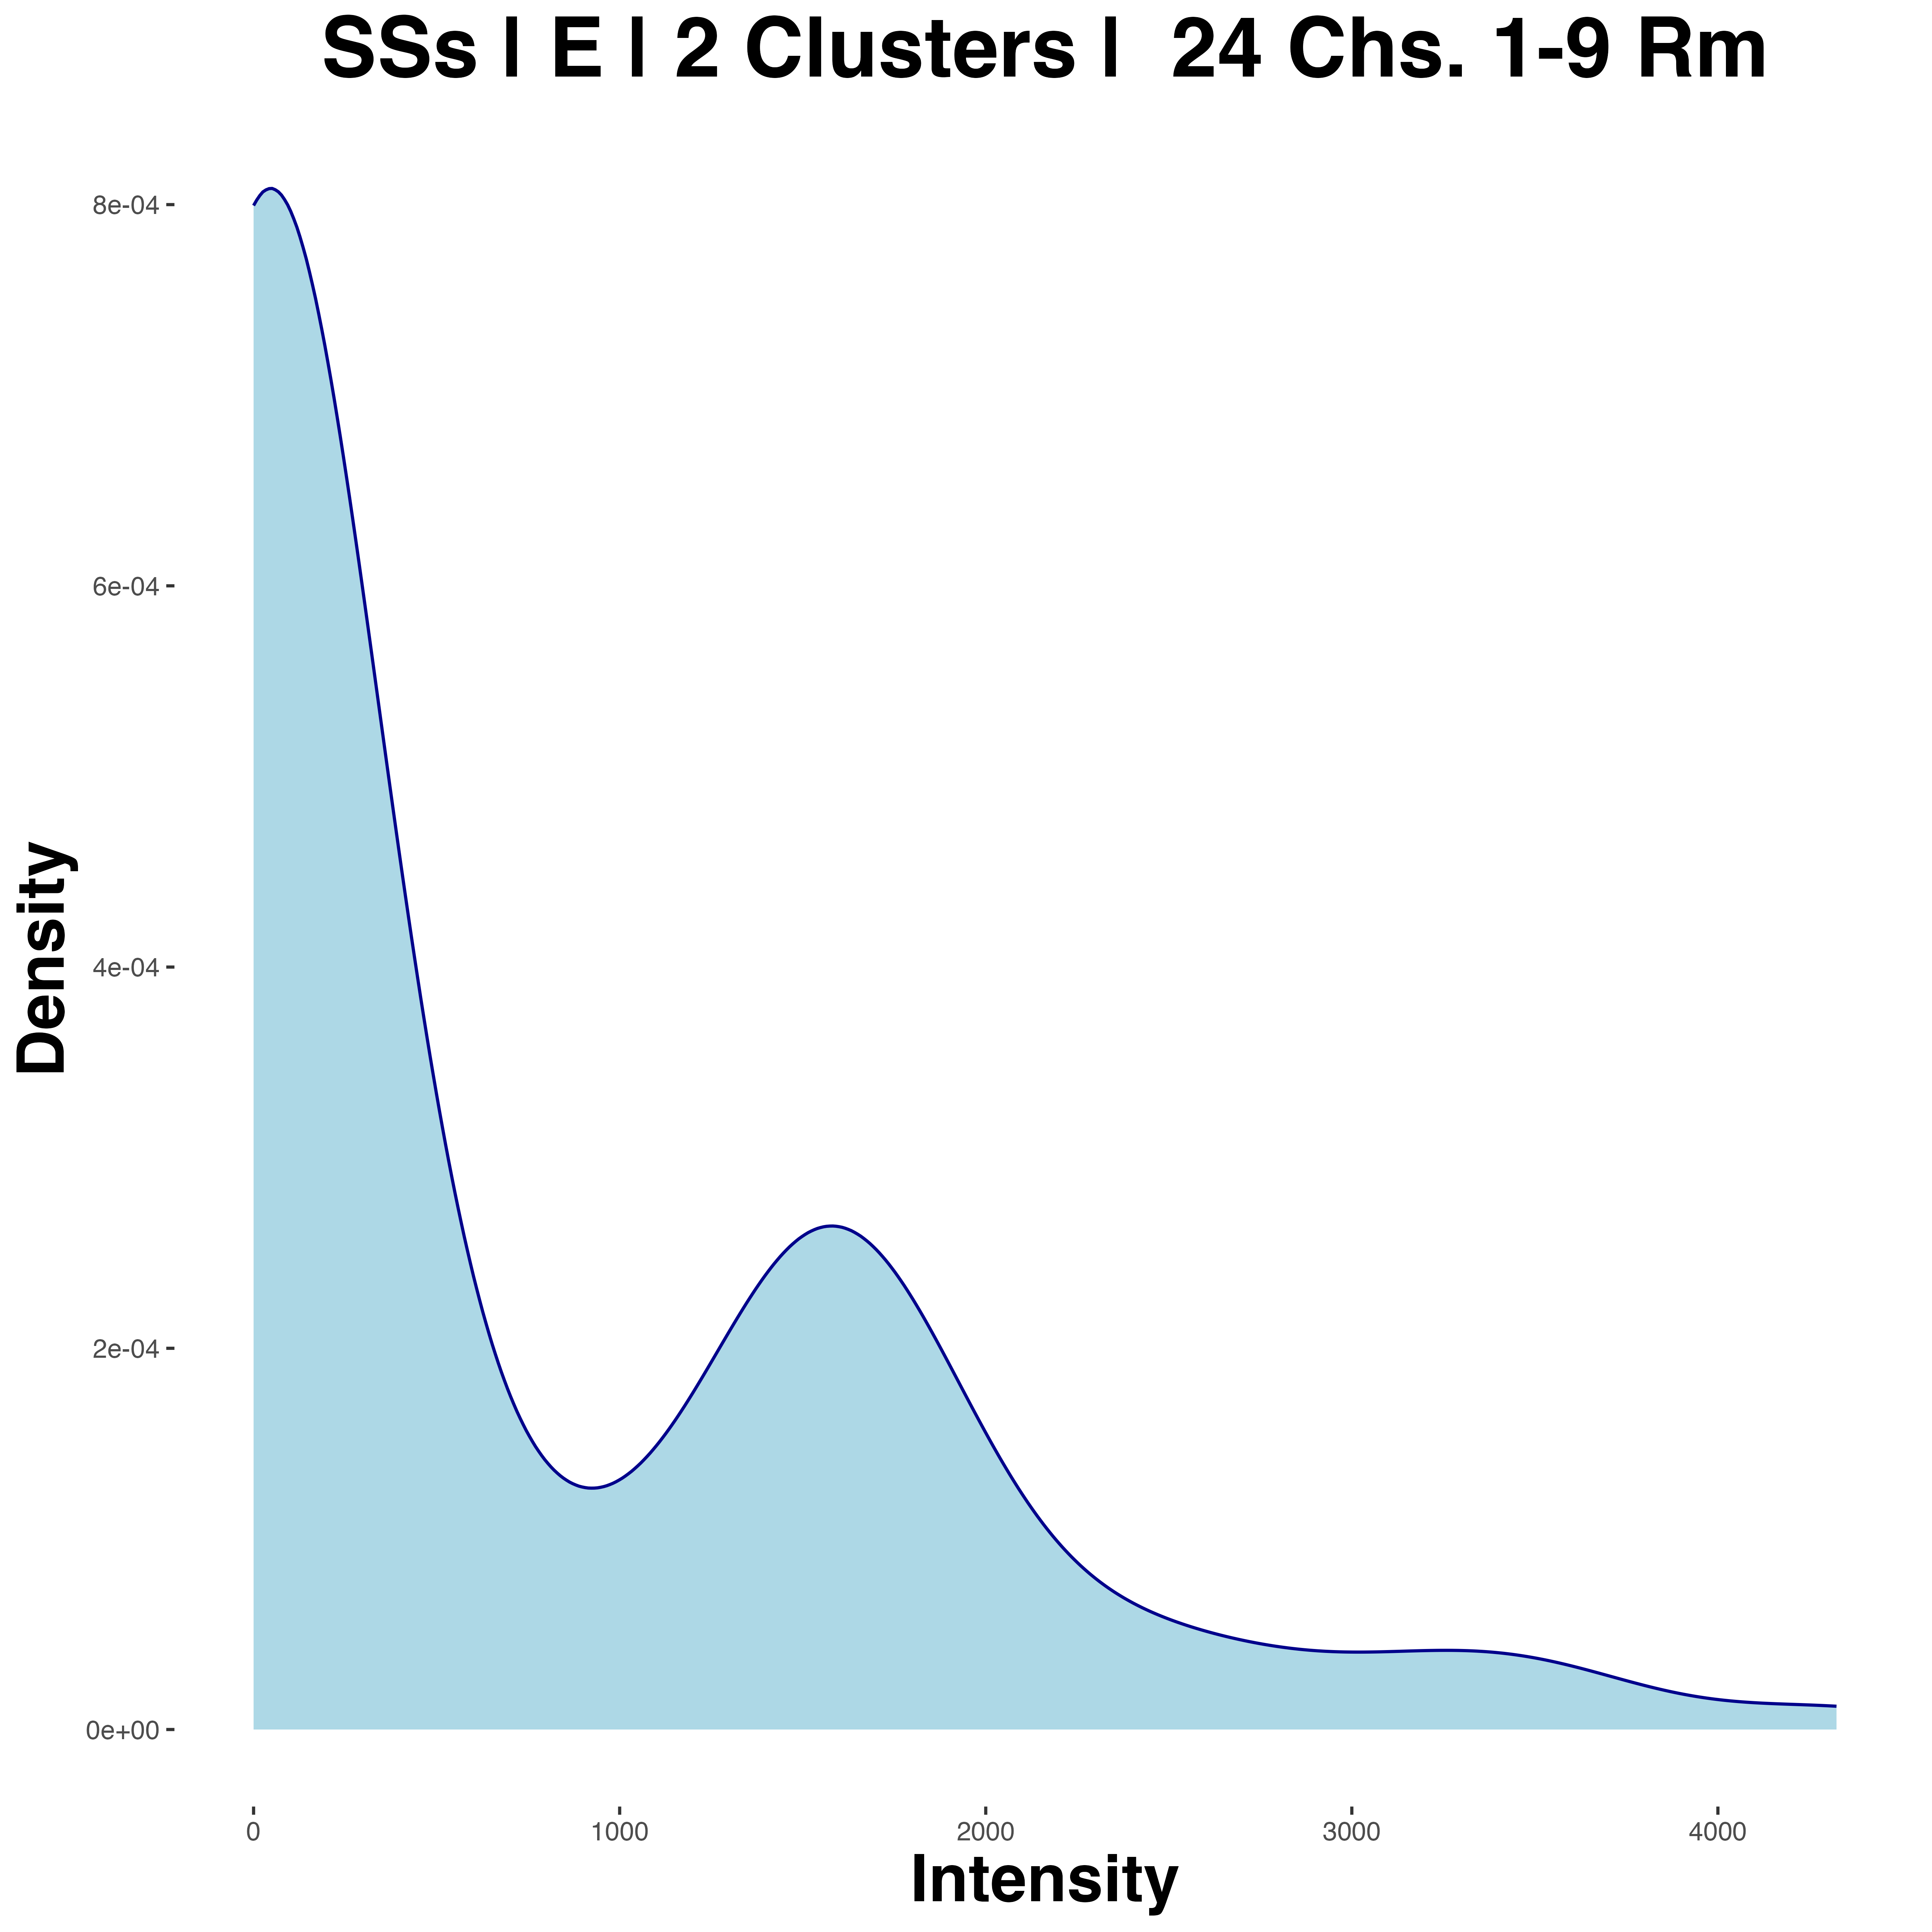 SSs | E | 2 Clusters |  24 Chs. 1-9 Rm
Density
8e-04
6e-04
4e-04
2e-04
0e+00
0 1000 2000 3000 4000
Intensity